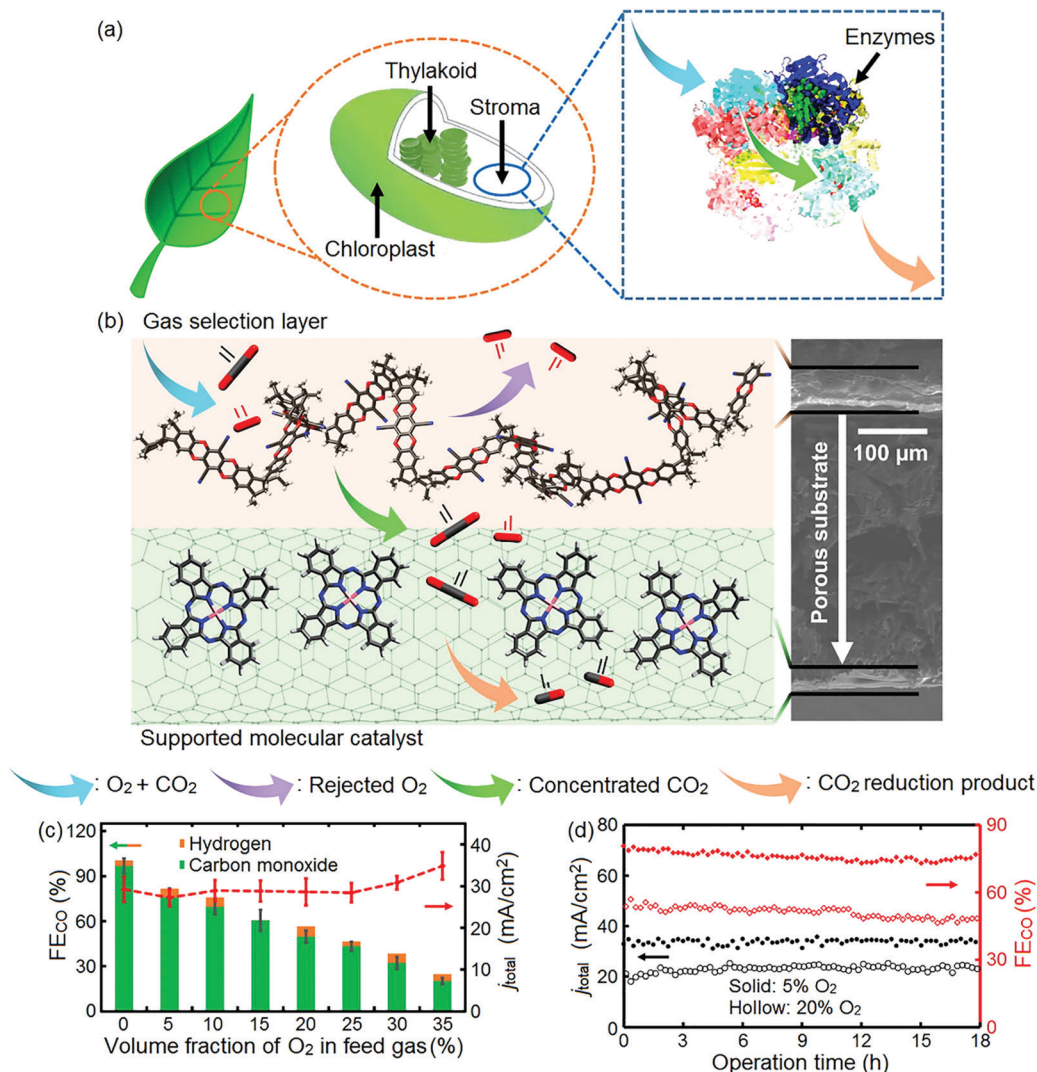 (a)
Thylakoid
Stroma
Chloroplast
Enzymes
(b)
Gas selection layer
100 µm
Porous substrate
Supported molecular catalyst
: O₂ + CO₂
: Rejected O₂
: Concentrated CO₂
: CO₂ reduction product
(c)
120
90
60
30
0
FECO (%)
Hydrogen
Carbon monoxide
40
30
20
10
0
jtotal (mA/cm²)
0 5 10 15 20 25 30 35
Volume fraction of O₂ in feed gas (%)
(d)
80
60
40
20
0
jtotal (mA/cm²)
Solid: 5% O₂
Hollow: 20% O₂
90
60
30
0
FECO (%)
0 3 6 9 12 15 18
Operation time (h)